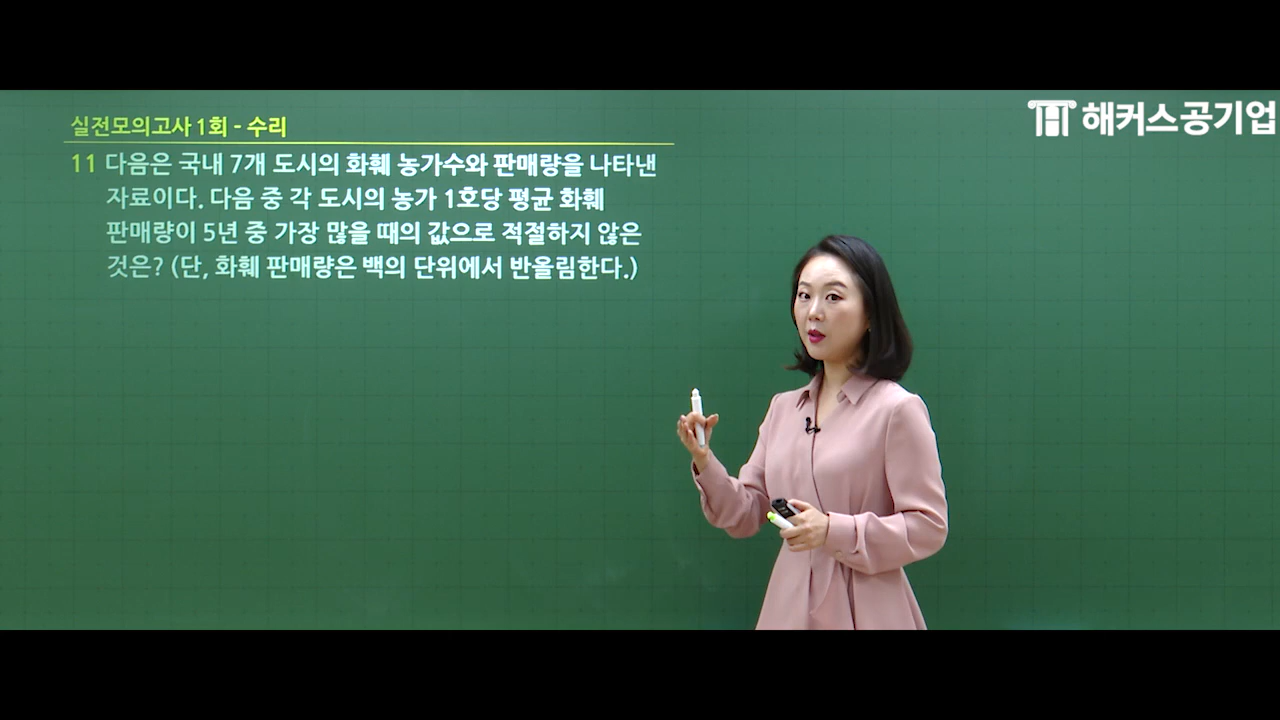 실전모의고사 1회 - 수리
해커스공기업
11 다음은 국내 7개 도시의 화훼 농가수와 판매량을 나타낸
자료이다. 다음 중 각 도시의 농가 1호당 평균 화훼
판매량이 5년 중 가장 많을 때의 값으로 적절하지 않은
것은? (단, 화훼 판매량은 백의 단위에서 반올림한다.)